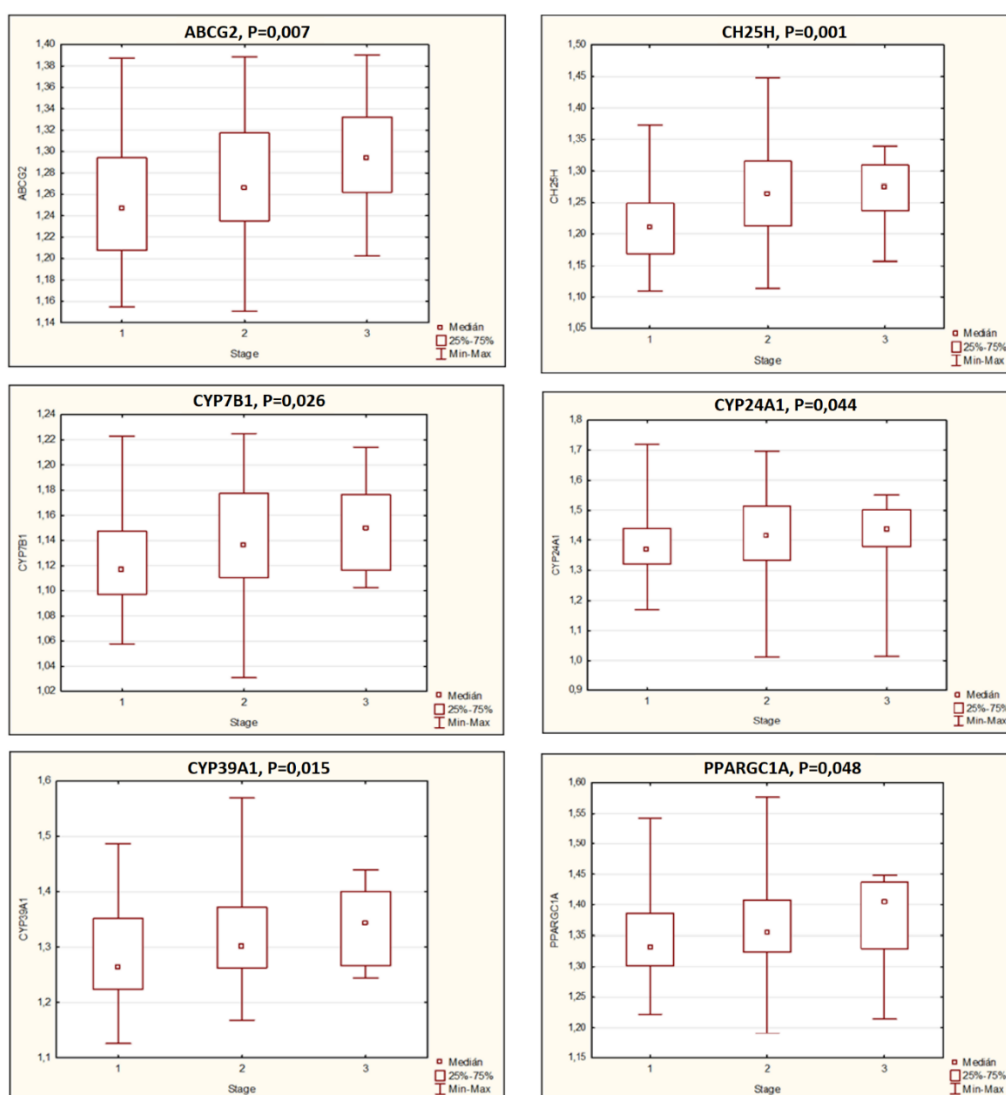 ABCG2, P=0,007
1,40
1,38
1,36
1,34
1,32
1,30
1,28
1,26
1,24
1,22
1,20
1,18
1,16
1,14
ABCG2
1
2
3
Stage
Medián
25%-75%
Min-Max
CH25H, P=0,001
1,50
1,45
1,40
1,35
1,30
1,25
1,20
1,15
1,10
1,05
CH25H
1
2
3
Stage
Medián
25%-75%
Min-Max
CYP7B1, P=0,026
1,24
1,22
1,20
1,18
1,16
1,14
1,12
1,10
1,08
1,06
1,04
1,02
CYP7B1
1
2
3
Stage
Medián
25%-75%
Min-Max
CYP24A1, P=0,044
1,8
1,7
1,6
1,5
1,4
1,3
1,2
1,1
1,0
0,9
CYP24A1
1
2
3
Stage
Medián
25%-75%
Min-Max
CYP39A1, P=0,015
1,6
1,5
1,4
1,3
1,2
1,1
CYP39A1
1
2
3
Stage
Medián
25%-75%
Min-Max
PPARGC1A, P=0,048
1,60
1,55
1,50
1,45
1,40
1,35
1,30
1,25
1,20
1,15
PPARGC1A
1
2
3
Stage
Medián
25%-75%
Min-Max